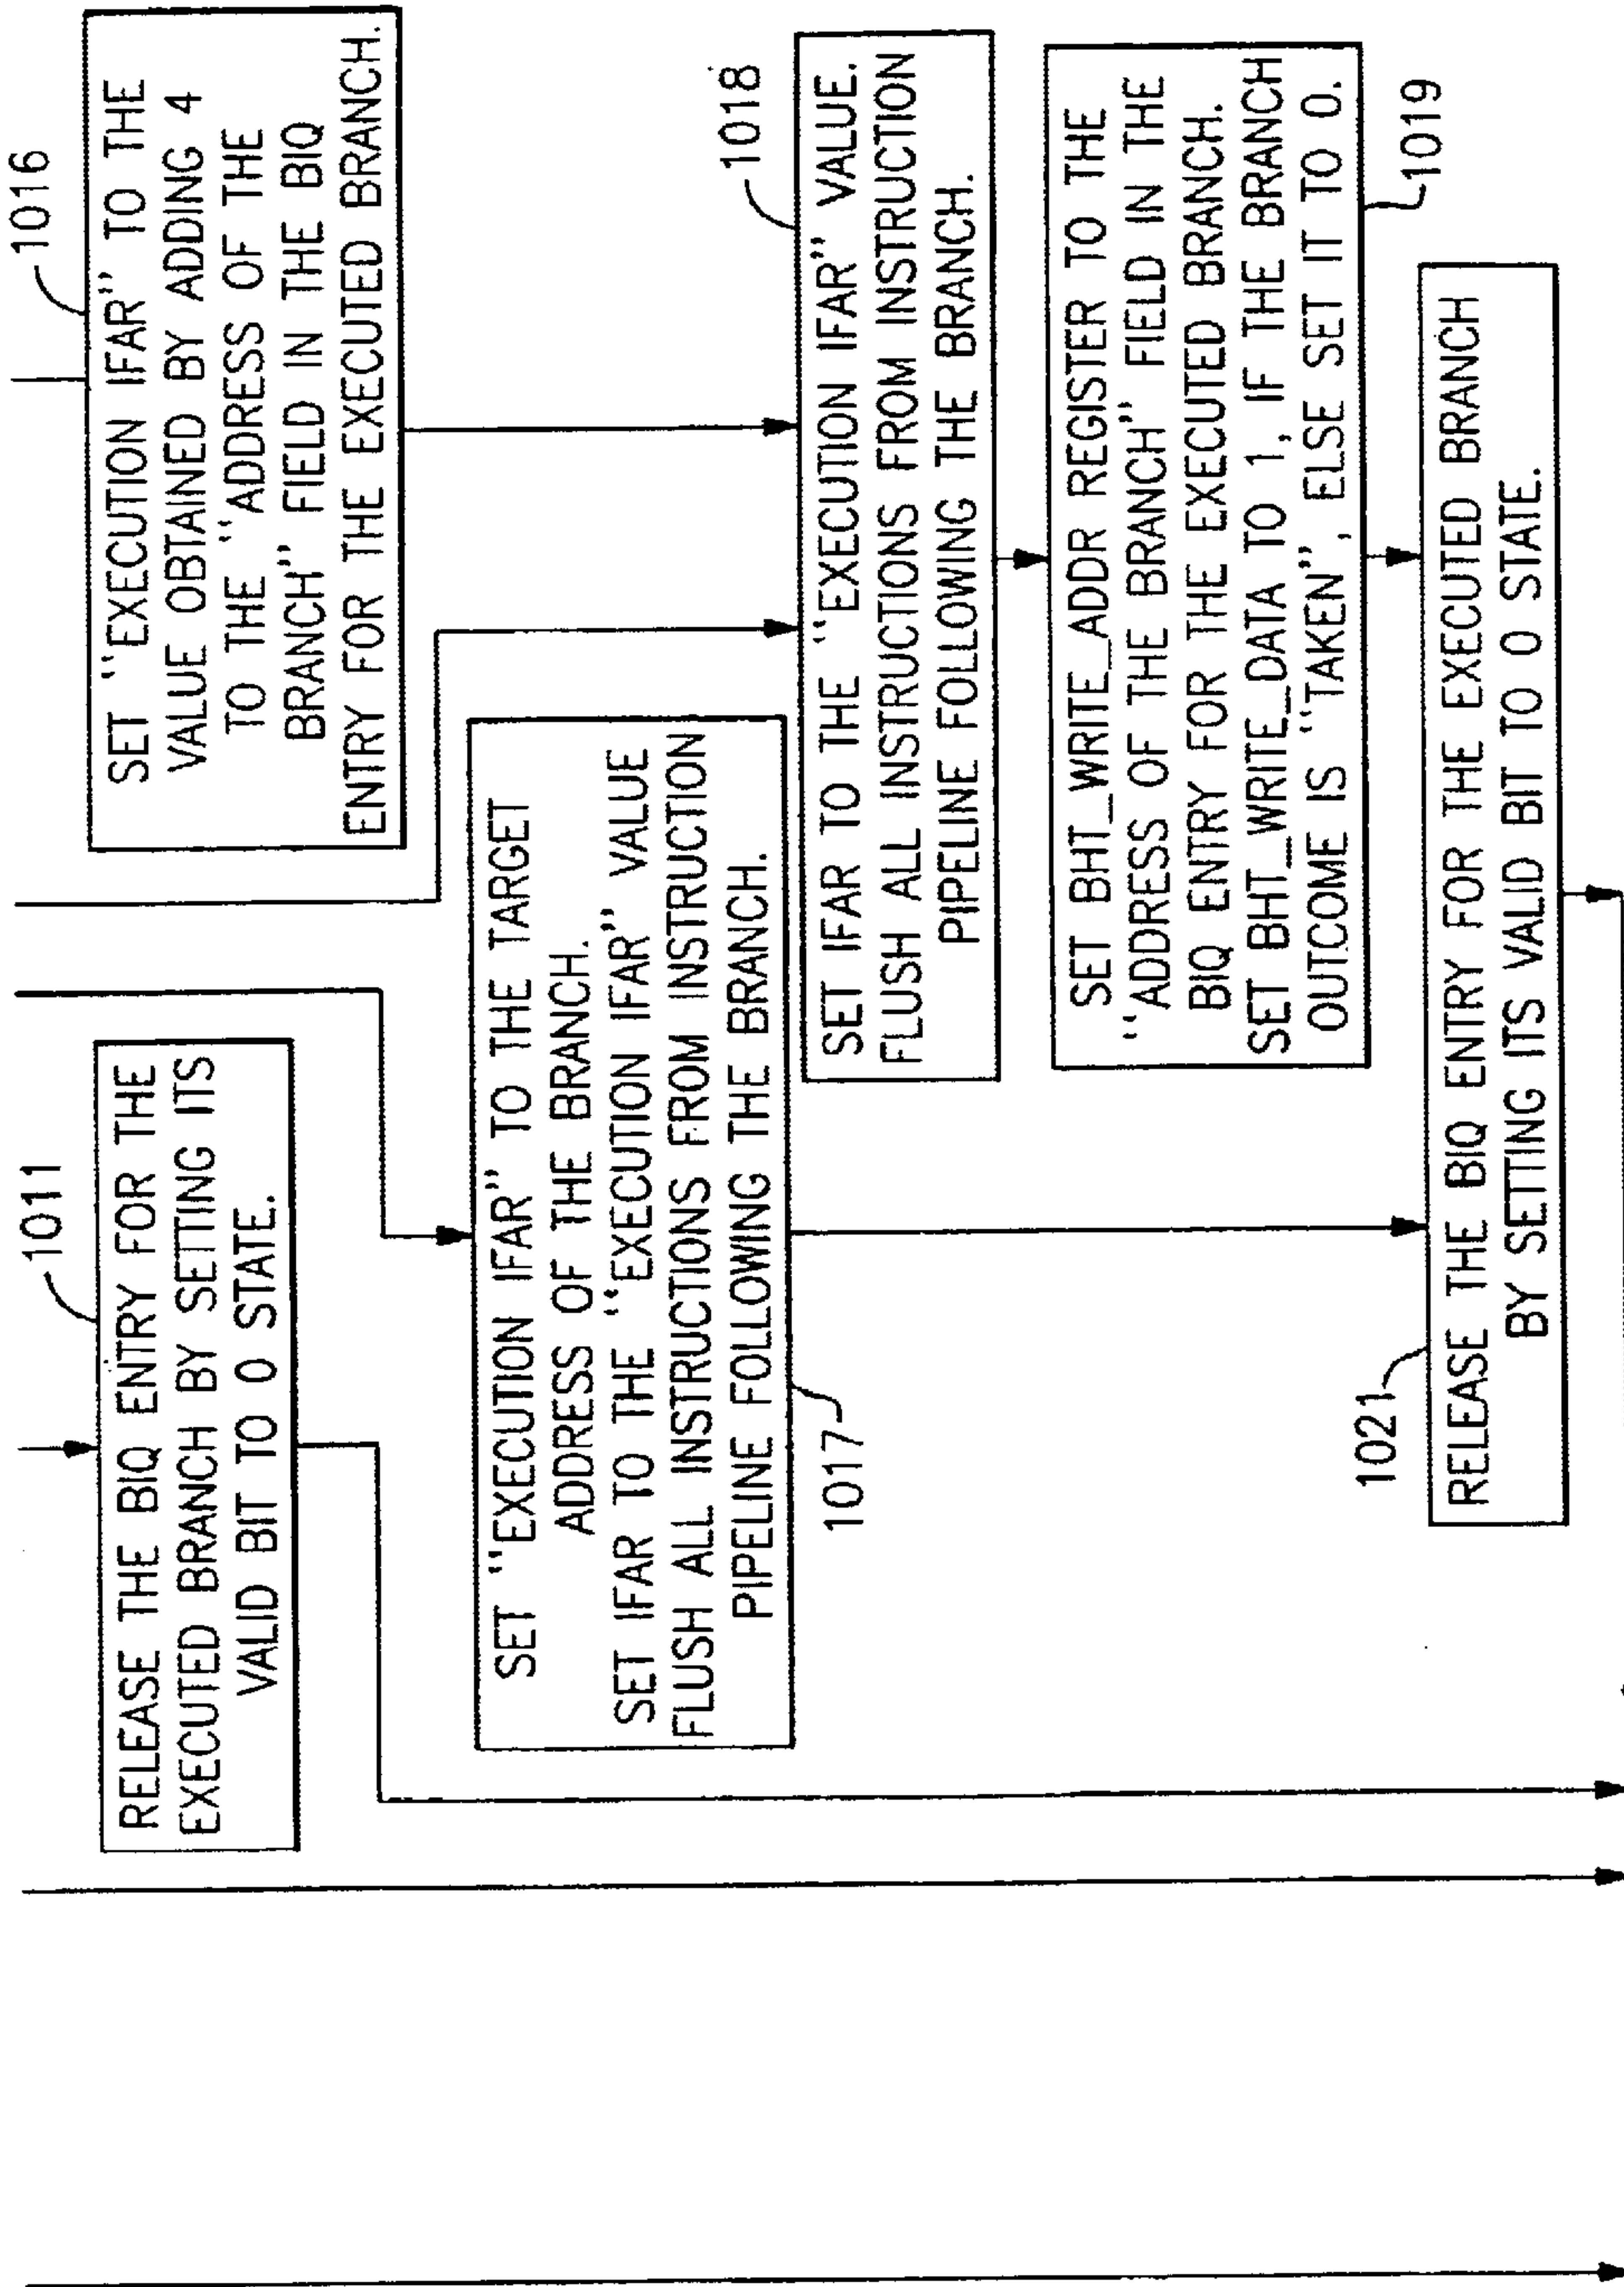 1011
RELEASE THE BIQ ENTRY FOR THE
EXECUTED BRANCH BY SETTING ITS
VALID BIT TO 0 STATE.
1016
SET "EXECUTION IFAR" TO THE
VALUE OBTAINED BY ADDING 4
TO THE "ADDRESS OF THE
BRANCH" FIELD IN THE BIQ
ENTRY FOR THE EXECUTED BRANCH.
SET "EXECUTION IFAR" TO THE TARGET
ADDRESS OF THE BRANCH.
SET IFAR TO THE "EXECUTION IFAR" VALUE
FLUSH ALL INSTRUCTIONS FROM INSTRUCTION
PIPELINE FOLLOWING THE BRANCH.
1017
1018
SET IFAR TO THE "EXECUTION IFAR" VALUE.
FLUSH ALL INSTRUCTIONS FROM INSTRUCTION
PIPELINE FOLLOWING THE BRANCH.
SET BHT_WRITE_ADDR REGISTER TO THE
"ADDRESS OF THE BRANCH" FIELD IN THE
BIQ ENTRY FOR THE EXECUTED BRANCH.
SET BHT_WRITE_DATA TO 1, IF THE BRANCH
OUTCOME IS "TAKEN", ELSE SET IT TO 0.
1019
1021
RELEASE THE BIQ ENTRY FOR THE EXECUTED BRANCH
BY SETTING ITS VALID BIT TO 0 STATE.